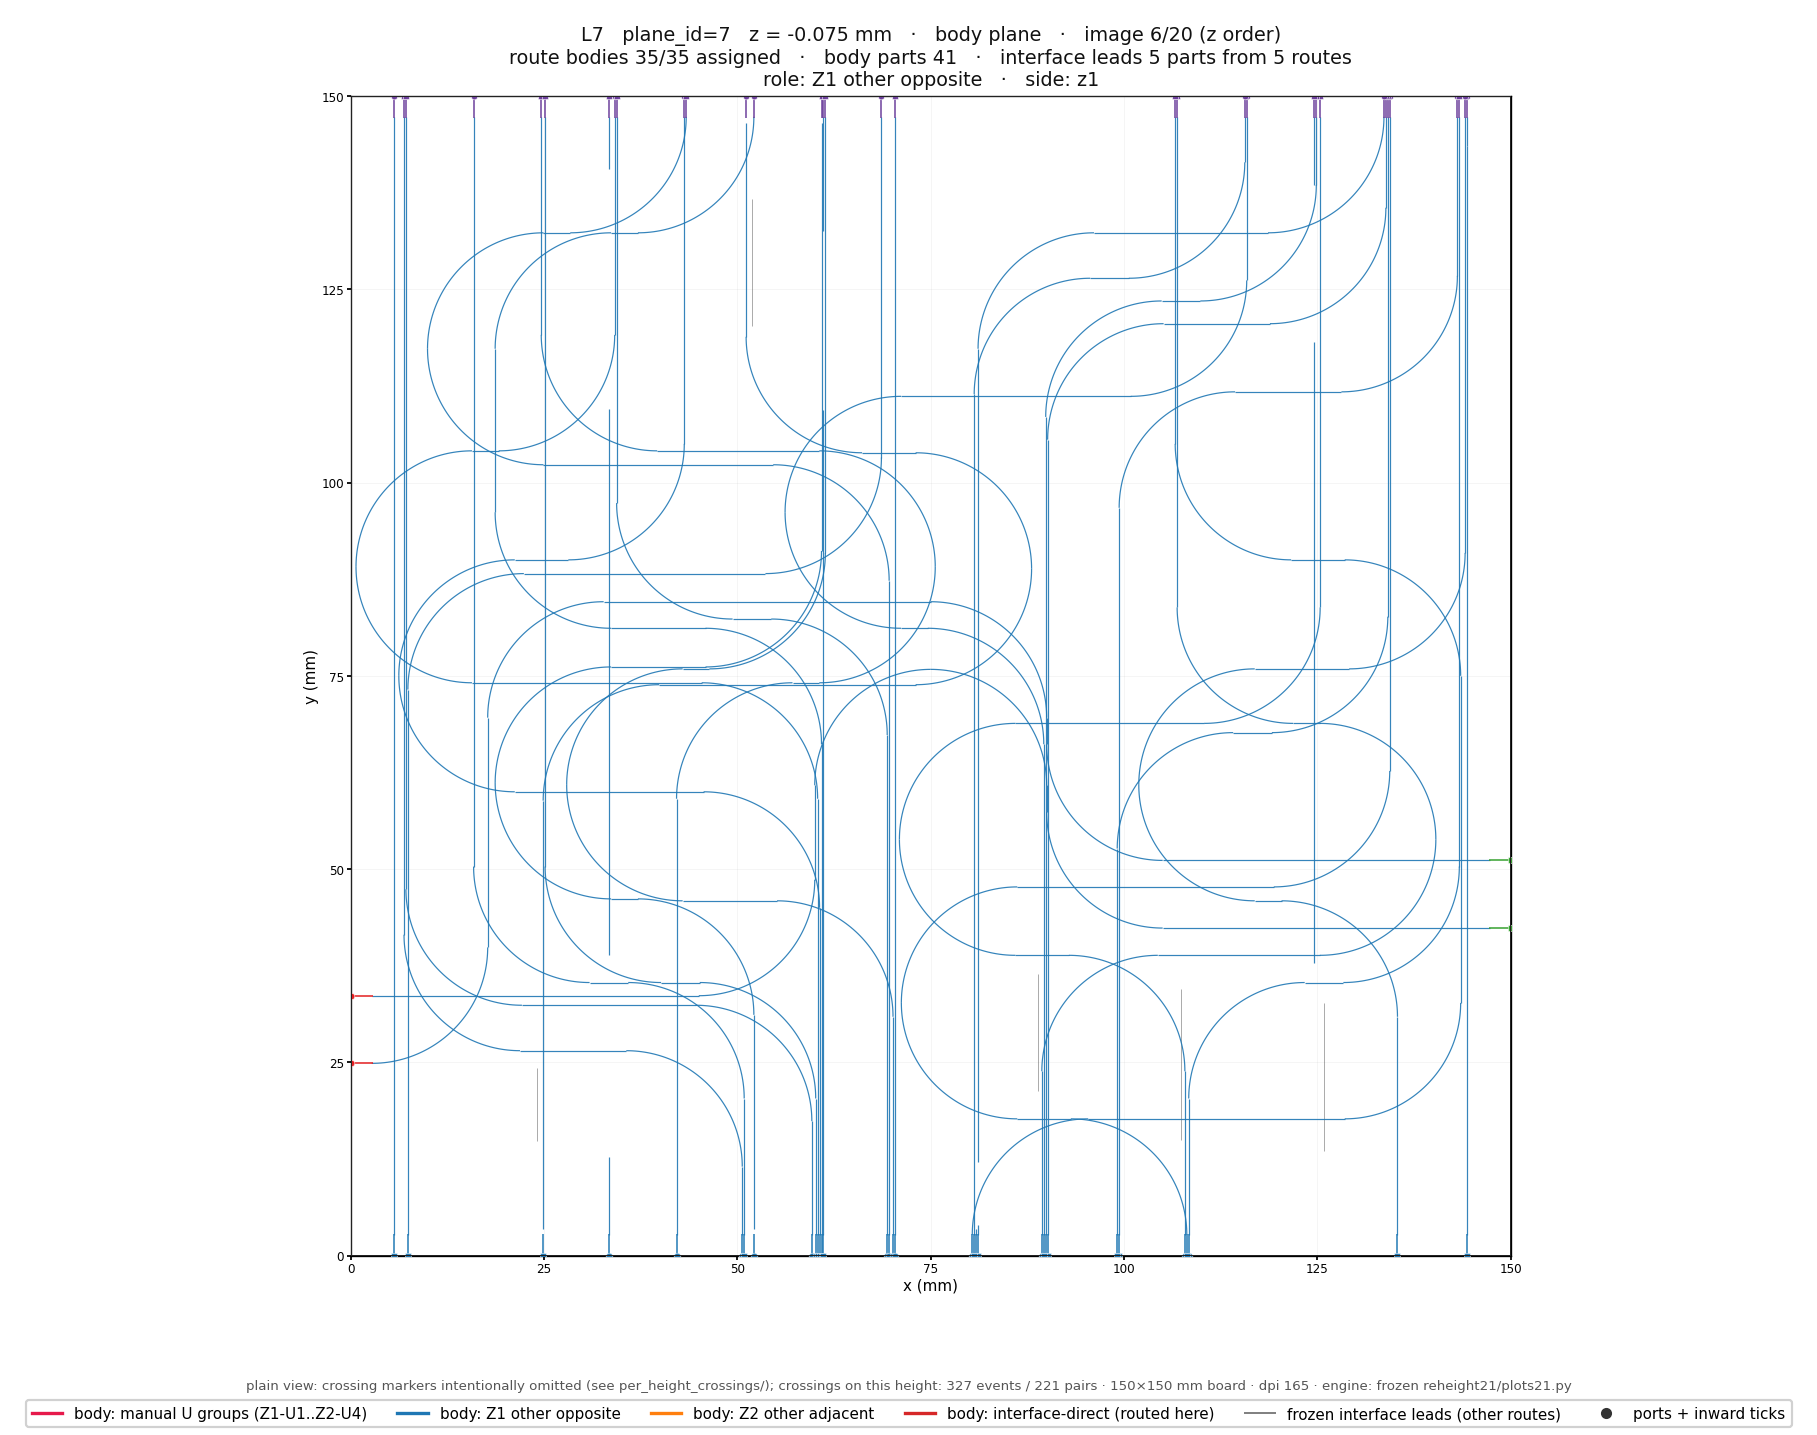 L7   plane_id=7   z = -0.075 mm   ·   body plane   ·   image 6/20 (z order)
route bodies 35/35 assigned   ·   body parts 41   ·   interface leads 5 parts from 5 routes
role: Z1 other opposite   ·   side: z1
150
125
100
75
50
25
0
y (mm)
0 25 50 75 100 125 150
x (mm)
plain view: crossing markers intentionally omitted (see per_height_crossings/); crossings on this height: 327 events / 221 pairs · 150×150 mm board · dpi 165 · engine: frozen reheight21/plots21.py
body: manual U groups (Z1-U1..Z2-U4)   body: Z1 other opposite   body: Z2 other adjacent   body: interface-direct (routed here)   frozen interface leads (other routes)   ports + inward ticks